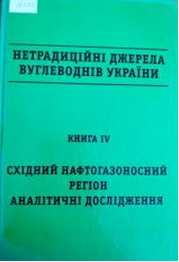 НЕТРАДИЦІЙНІ ДЖЕРЕЛА
ВУГЛЕВОДНІВ УКРАЇНИ
КНИГА IV
СХІДНИЙ НАФТОГАЗОНОСНИЙ
РЕГІОН
АНАЛІТИЧНІ ДОСЛІДЖЕННЯ